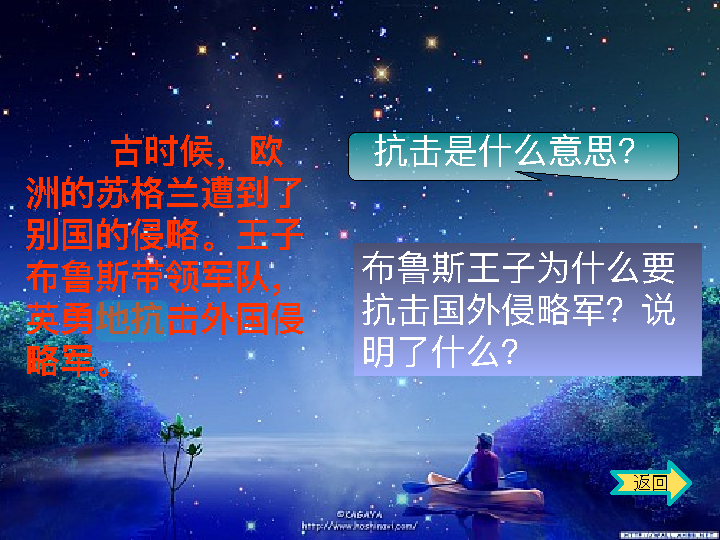 古时候，欧
洲的苏格兰遭到了
别国的侵略。王子
布鲁斯带领军队，
英勇地抗击外国侵
略军。
抗击是什么意思？
布鲁斯王子为什么要
抗击国外侵略军？说
明了什么？
返回
©KAGAYA
http://www.hoshinavi.com/